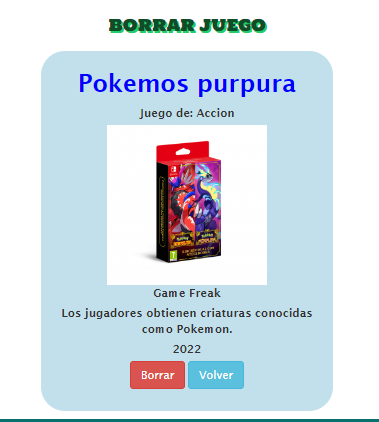 BORRAR JUEGO
Pokemos purpura
Juego de: Accion
Game Freak
Los jugadores obtienen criaturas conocidas
como Pokemon.
2022
Borrar
Volver